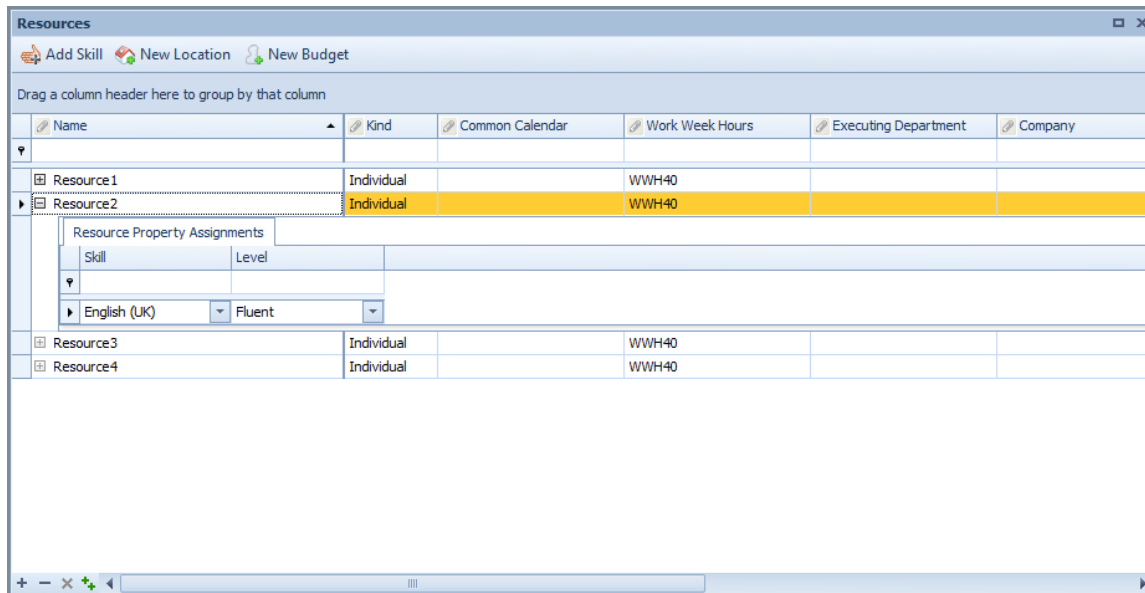 Resources
Add Skill New Location New Budget
Drag a column header here to group by that column
Name Kind Common Calendar Work Week Hours Executing Department Company
Resource1 Individual WWH40
Resource2 Individual WWH40
Resource Property Assignments
Skill Level
English (UK) Fluent
Resource3 Individual WWH40
Resource4 Individual WWH40